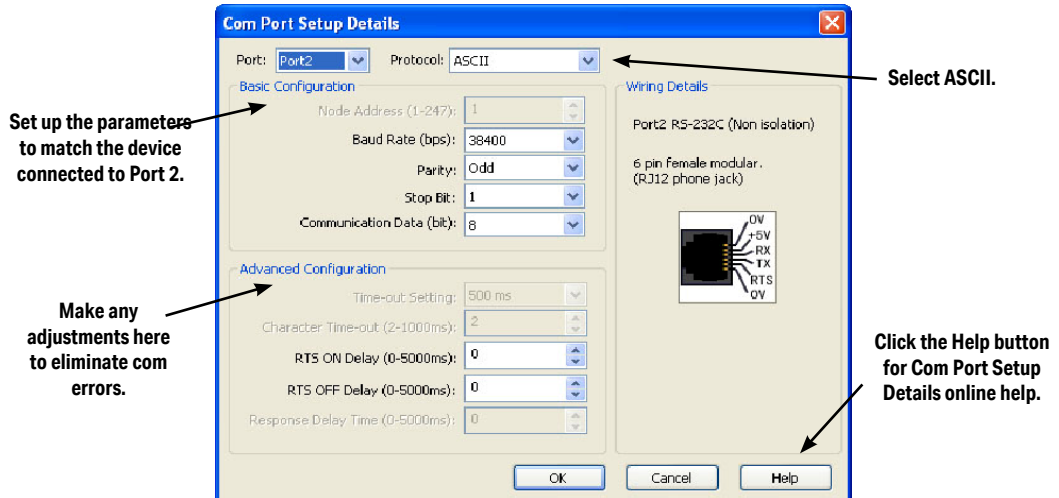 Com Port Setup Details
Port: Port2 Protocol: ASCII
Select ASCII.
Basic Configuration
Node Address (1-247): 1
Baud Rate (bps): 38400
Parity: Odd
Stop Bit: 1
Communication Data (bit): 8
Set up the parameters
to match the device
connected to Port 2.
Wiring Details
Port2 RS-232C (Non isolation)
6 pin female modular.
(RJ12 phone jack)
0V
+5V
RX
TX
RTS
0V
Advanced Configuration
Time-out Setting: 500 ms
Character Time-out (2-1000ms): 2
RTS ON Delay (0-5000ms): 0
RTS OFF Delay (0-5000ms): 0
Response Delay Time (0-5000ms): 0
Make any
adjustments here
to eliminate com
errors.
Click the Help button
for Com Port Setup
Details online help.
OK Cancel Help